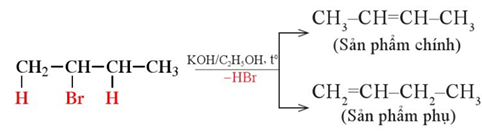 CH₃–CH=CH–CH₃
(Sản phẩm chính)
CH₂–CH–CH–CH₃
H Br H
KOH/C₂H₅OH, t°
–HBr
CH₂=CH–CH₂–CH₃
(Sản phẩm phụ)